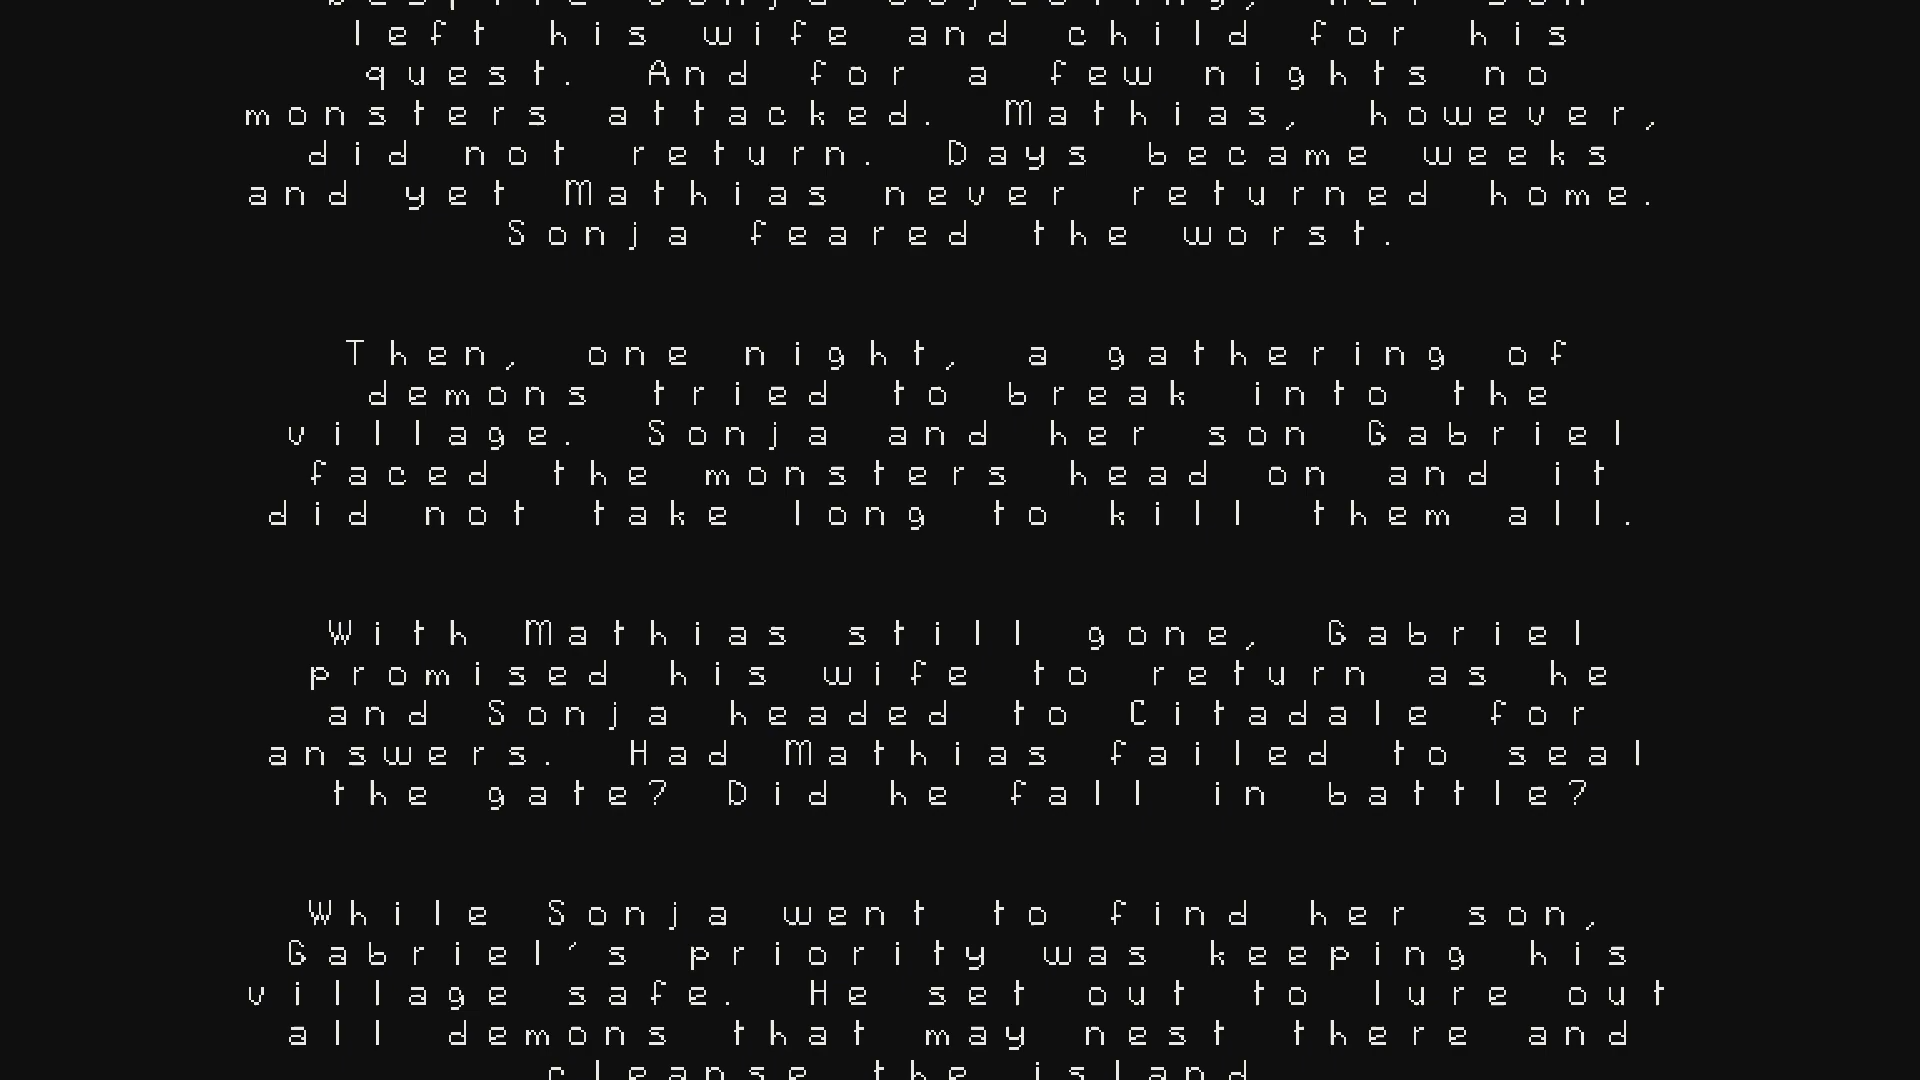 left his wife and child for his
quest. And for a few nights no
monsters attacked. Mathias, however,
did not return. Days became weeks
and yet Mathias never returned home.
Sonja feared the worst.
Then, one night, a gathering of
demons tried to break into the
village. Sonja and her son Gabriel
faced the monsters head on and it
did not take long to kill them all.
With Mathias still gone, Gabriel
promised his wife to return as he
and Sonja headed to Citadale for
answers. Had Mathias failed to seal
the gate? Did he fall in battle?
While Sonja went to find her son,
Gabriel's priority was keeping his
village safe. He set out to lure out
all demons that may nest there and
cleanse the island